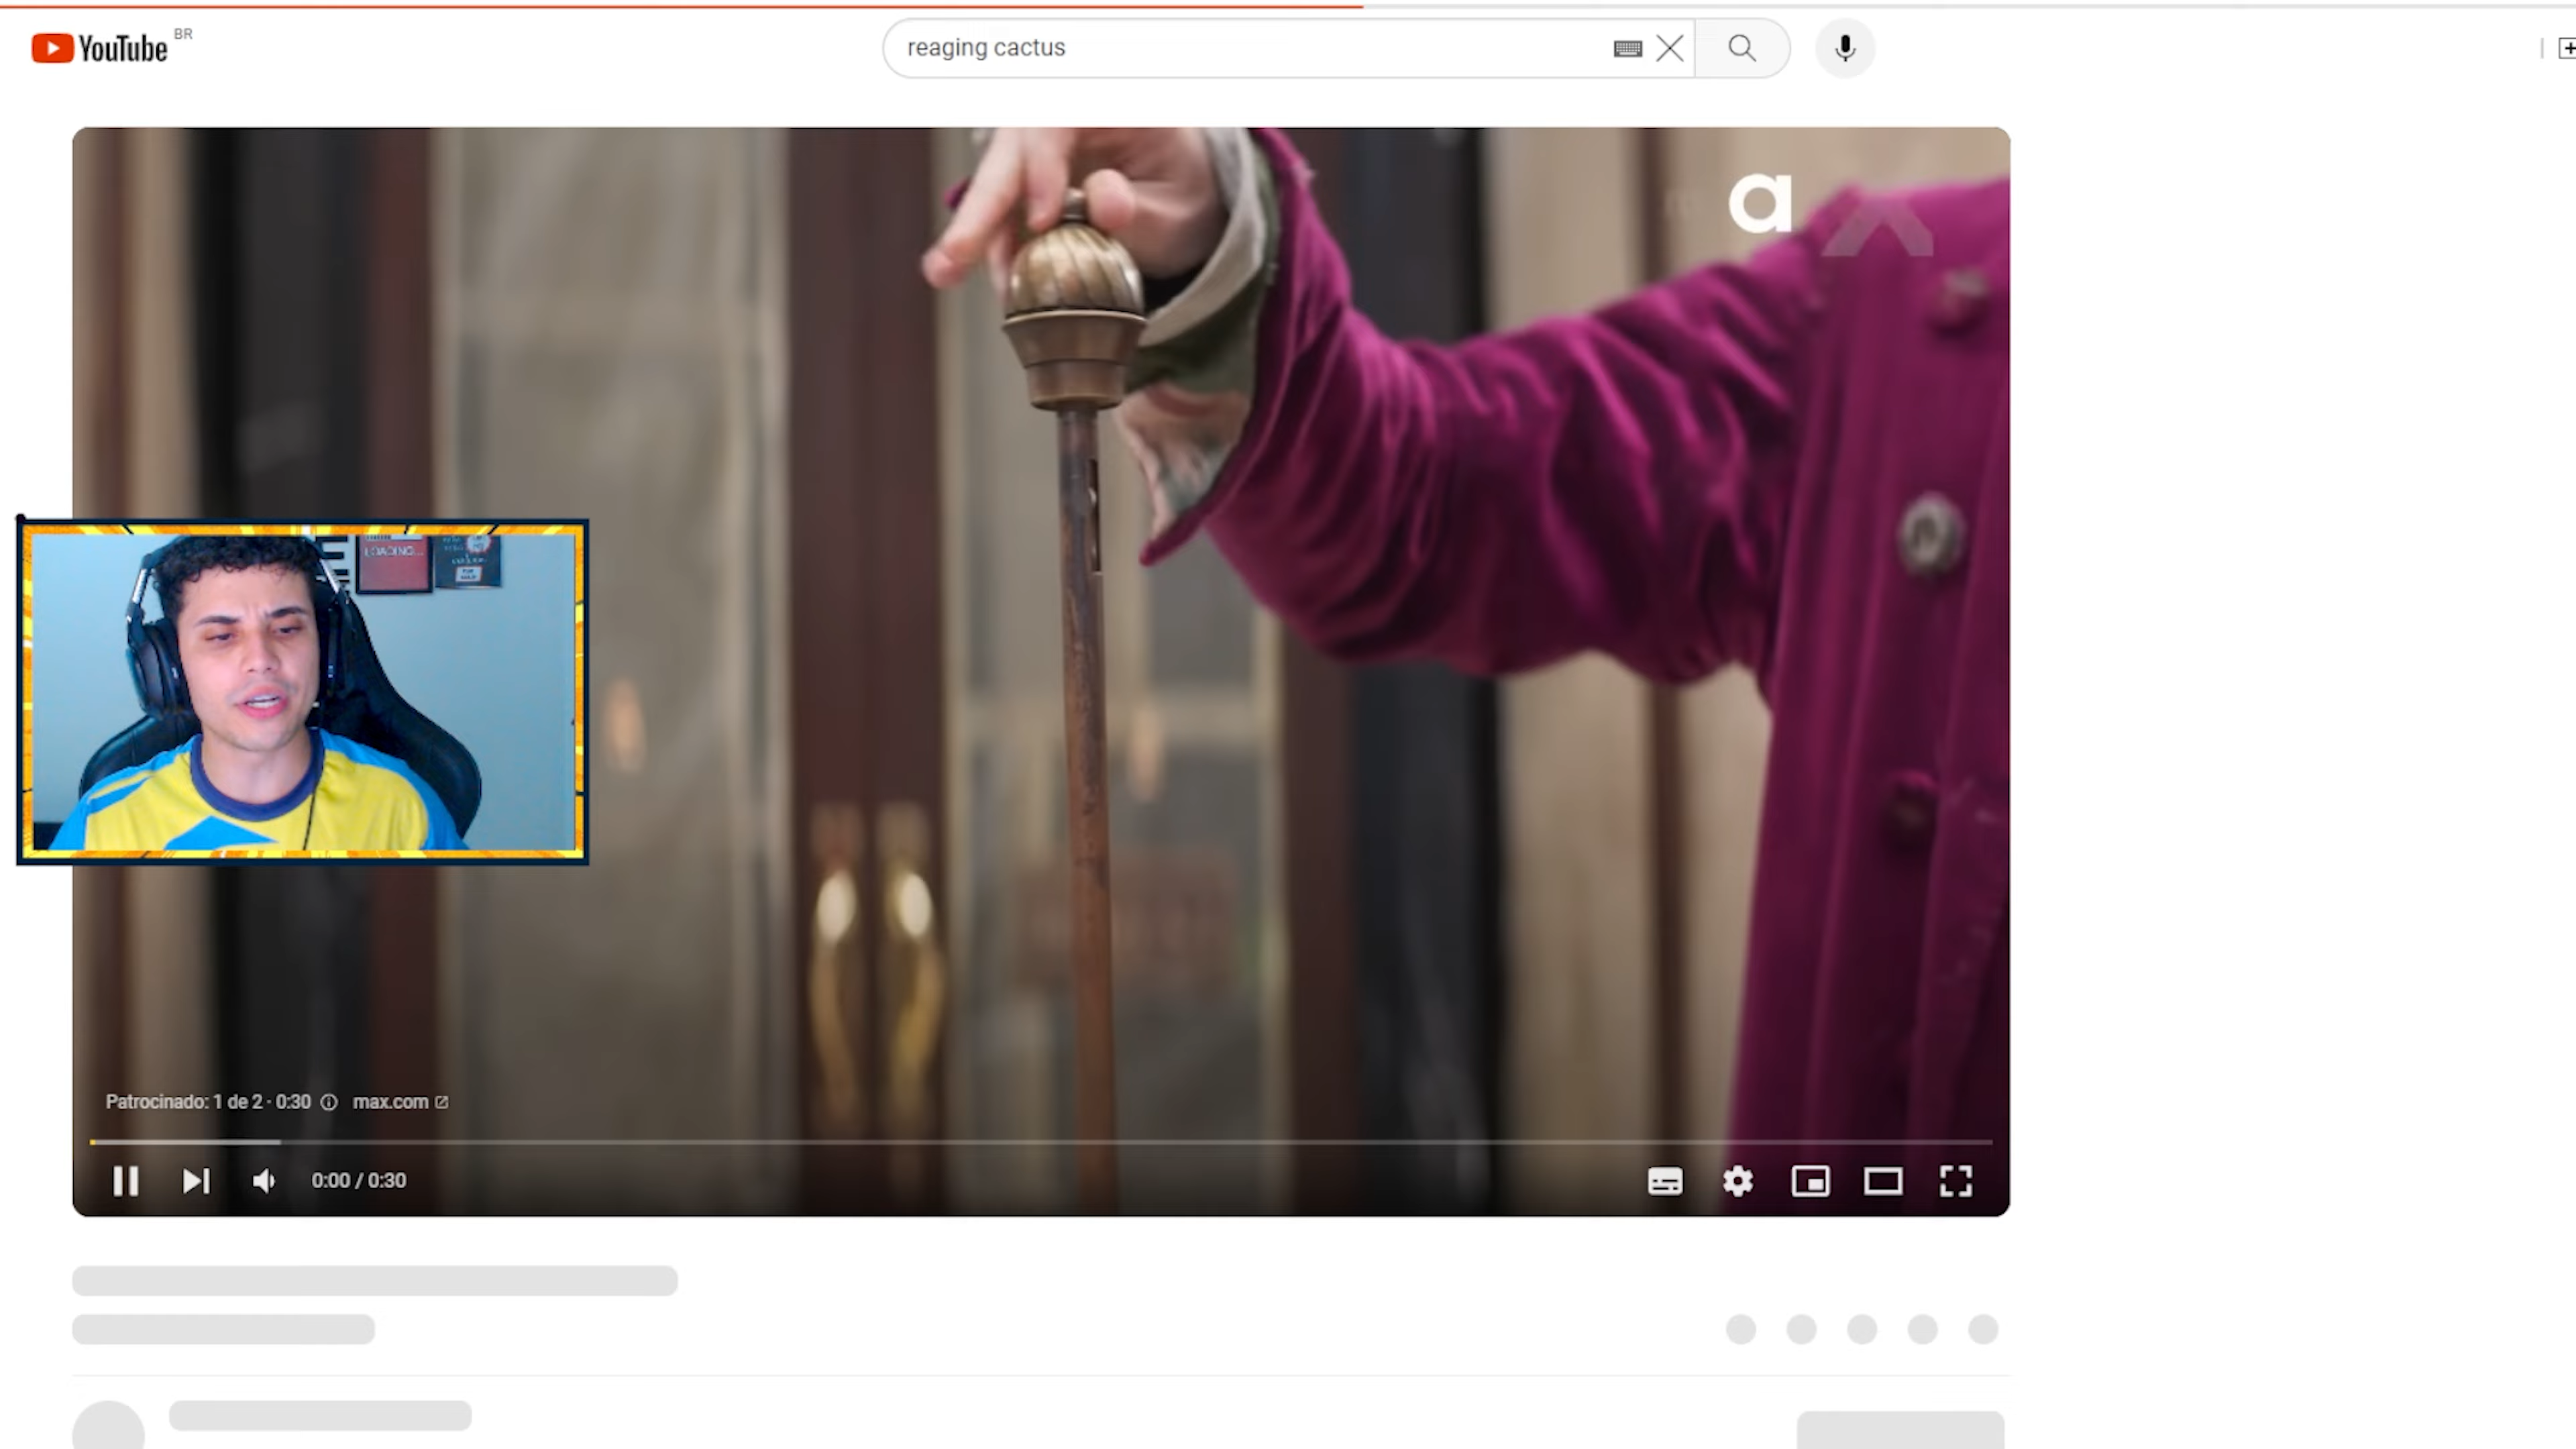 YouTube BR
reaging cactus
a
LOADING...
Patrocinado: 1 de 2 · 0:30 max.com
0:00 / 0:30